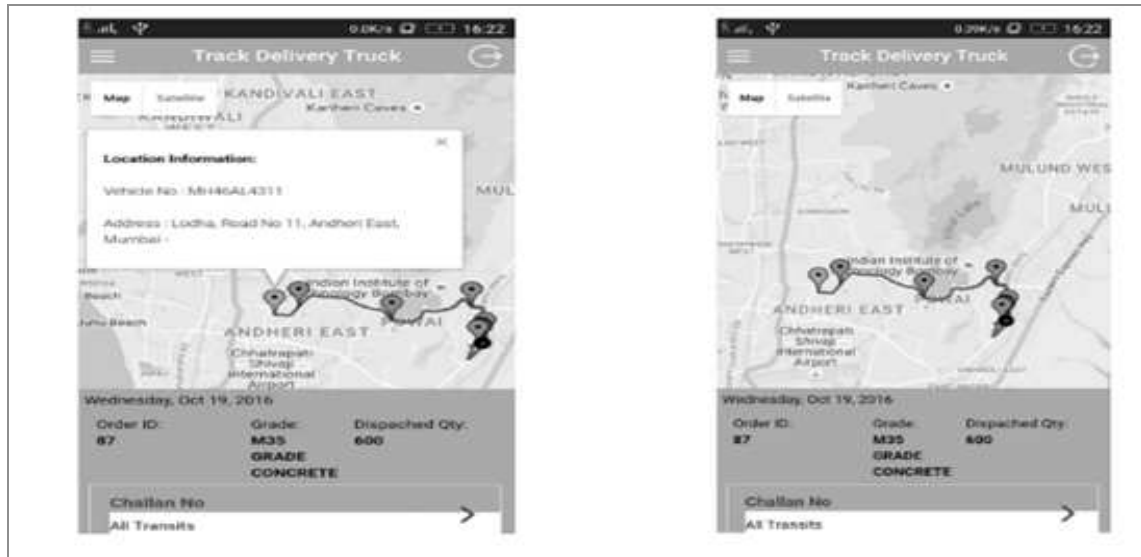 16:22
Track Delivery Truck
Map Satellite
KANDIVALI EAST
Kanheri Caves
Location Information:
Vehicle No : MH46AL4311
Address : Lodha, Road No 11, Andheri East,
Mumbai -
MUL
Indian Institute of
Bombay
Beach
Juhu Beach
ANDHERI EAST
POWAI
Chhatrapati
Shivaji
International
Airport
Wednesday, Oct 19, 2016
Order ID:
87
Grade:
M35
GRADE
CONCRETE
Dispached Qty:
600
Challan No
All Transits
16:22
Track Delivery Truck
Map Satellite
Kanheri Caves
MULUND WES
MUL
Indian Institute of
Bombay
POWAI
ANDHERI EAST
Chhatrapati
Shivaji
International
Airport
Wednesday, Oct 19, 2016
Order ID:
87
Grade:
M35
GRADE
CONCRETE
Dispached Qty:
600
Challan No
All Transits